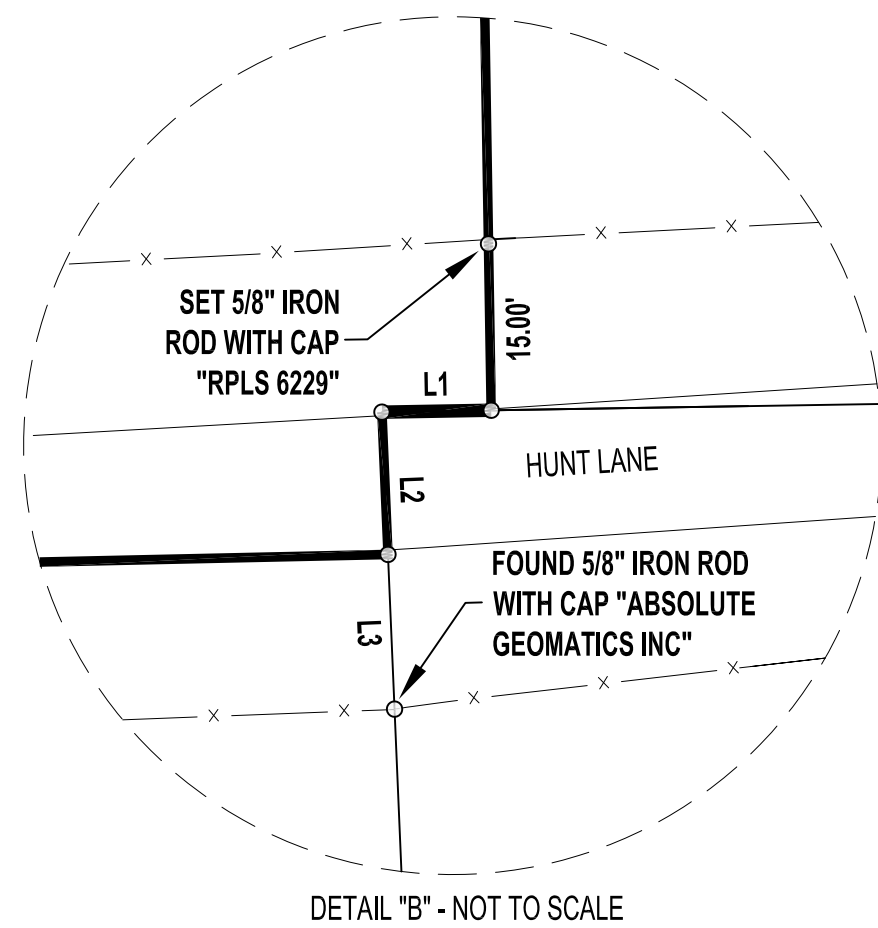 SET 5/8" IRON
ROD WITH CAP
"RPLS 6229"
15.00'
L1
HUNT LANE
L2
FOUND 5/8" IRON ROD
WITH CAP "ABSOLUTE
GEOMATICS INC"
L3
DETAIL "B" - NOT TO SCALE